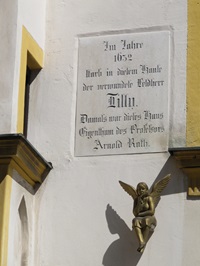 Im Jahre
1632
starb in diesem Hause
der verwundete Feldherr
Tilly.
Damals war dieses Haus
Eigenthum des Professors
Arnold Rath.